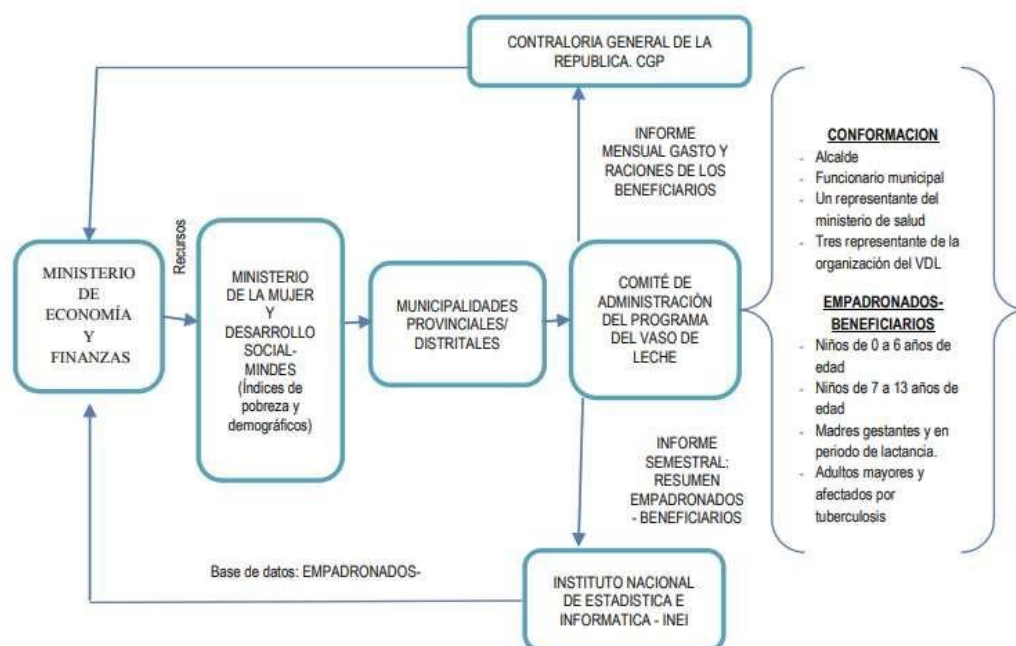 CONTRALORIA GENERAL DE LA
REPUBLICA. CGP
INFORME
MENSUAL GASTO Y
RACIONES DE LOS
BENEFICIARIOS
Recursos
MINISTERIO
DE
ECONOMÍA
Y
FINANZAS
MINISTERIO
DE LA MUJER
Y
DESARROLLO
SOCIAL-
MINDES
(Índices de
pobreza y
demográficos)
MUNICIPALIDADES
PROVINCIALES/
DISTRITALES
COMITÉ DE
ADMINISTRACIÒN
DEL PROGRAMA
DEL VASO DE
LECHE
INFORME
SEMESTRAL:
RESUMEN
EMPADRONADOS
- BENEFICIARIOS
Base de datos: EMPADRONADOS-
INSTITUTO NACIONAL
DE ESTADISTICA E
INFORMATICA - INEI
CONFORMACION
- Alcalde
- Funcionario municipal
- Un representante del
ministerio de salud
- Tres representante de la
organización del VDL
EMPADRONADOS-
BENEFICIARIOS
- Niños de 0 a 6 años de
edad
- Niños de 7 a 13 años de
edad
- Madres gestantes y en
periodo de lactancia.
- Adultos mayores y
afectados por
tuberculosis